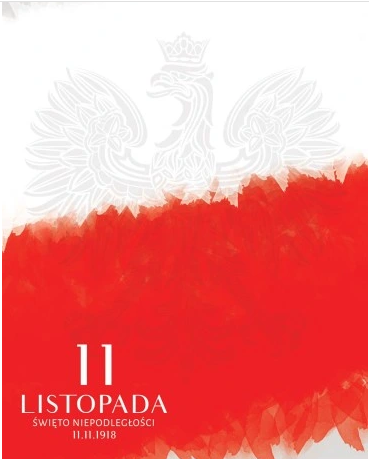 11
LISTOPADA
ŚWIĘTO NIEPODLEGŁOŚCI
11.11.1918